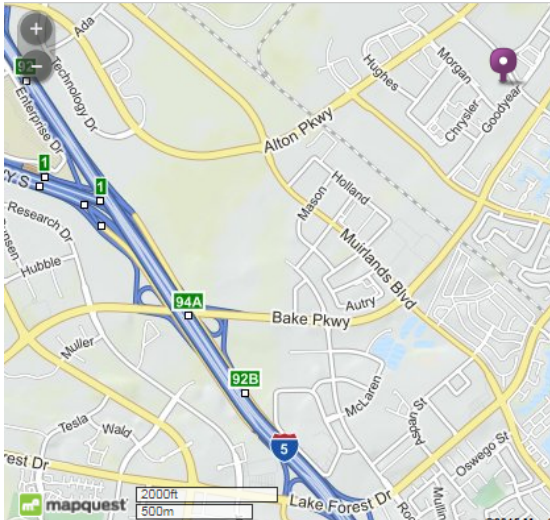 +
−
Ada
Technology Dr
Enterprise Dr
1
1
Y S
Research Dr
Hubble
Muller
Tesla
Wald
Hughes
Morgan
Chrysler
Goodyear
Alton Pkwy
Mason
Holland
Muirlands Blvd
Autry
94A
Bake Pkwy
92B
McLaren
Aspan St
Oswego St
5
Lake Forest Dr
mapquest
2000ft
500m